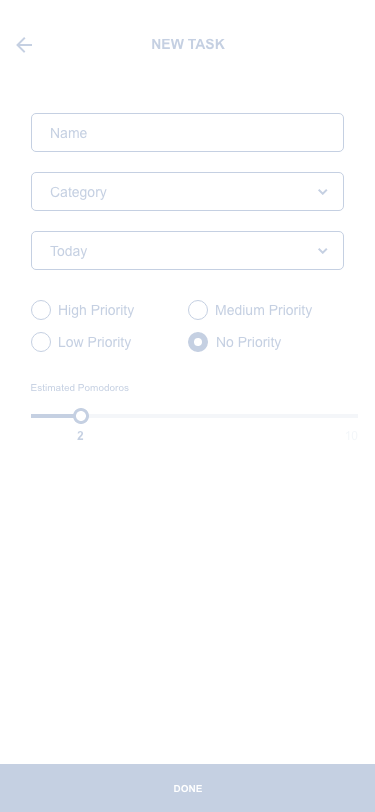 NEW TASK
Name
Category
Today
High Priority
Medium Priority
Low Priority
No Priority
Estimated Pomodoros
2
10
DONE